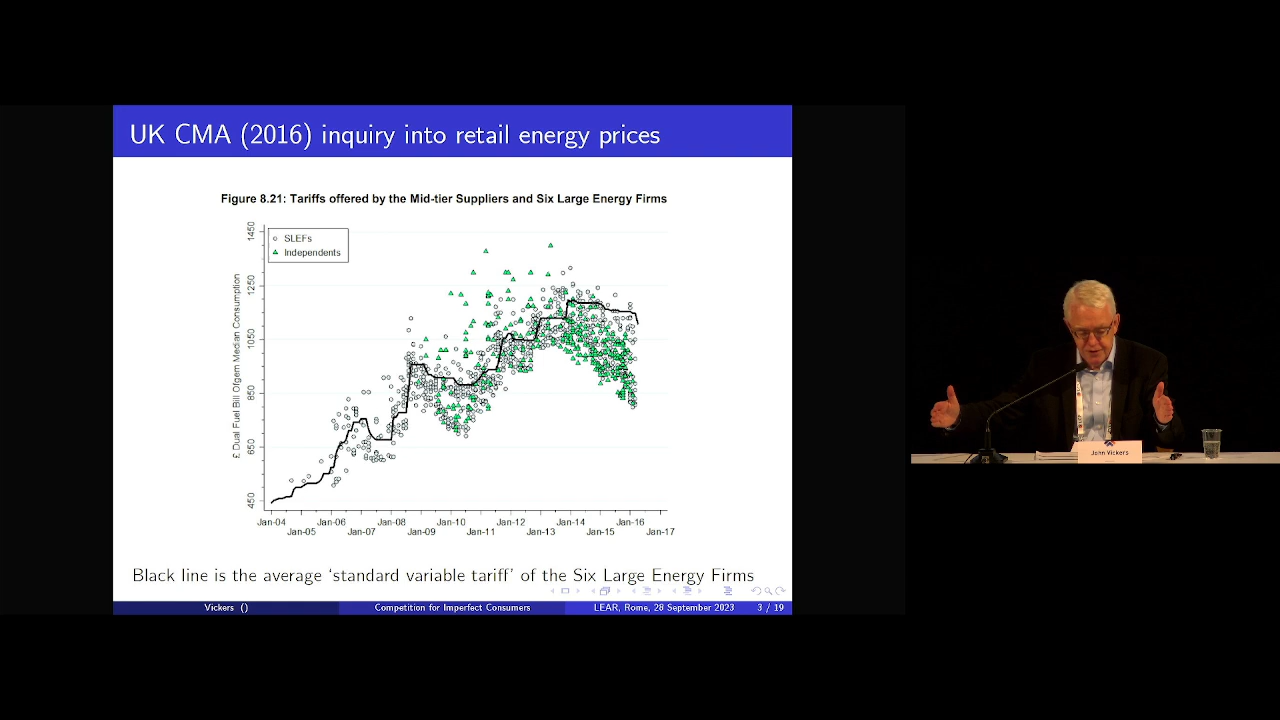 UK CMA (2016) inquiry into retail energy prices
Figure 8.21: Tariffs offered by the Mid-tier Suppliers and Six Large Energy Firms
SLEFs
Independents
£ Dual Fuel Bill Ofgem Median Consumption
1450
1250
1050
850
650
450
Jan-04
Jan-05
Jan-06
Jan-07
Jan-08
Jan-09
Jan-10
Jan-11
Jan-12
Jan-13
Jan-14
Jan-15
Jan-16
Jan-17
Black line is the average ‘standard variable tariff’ of the Six Large Energy Firms
Vickers ()
Competition for Imperfect Consumers
LEAR, Rome, 28 September 2023
3 / 19
John Vickers